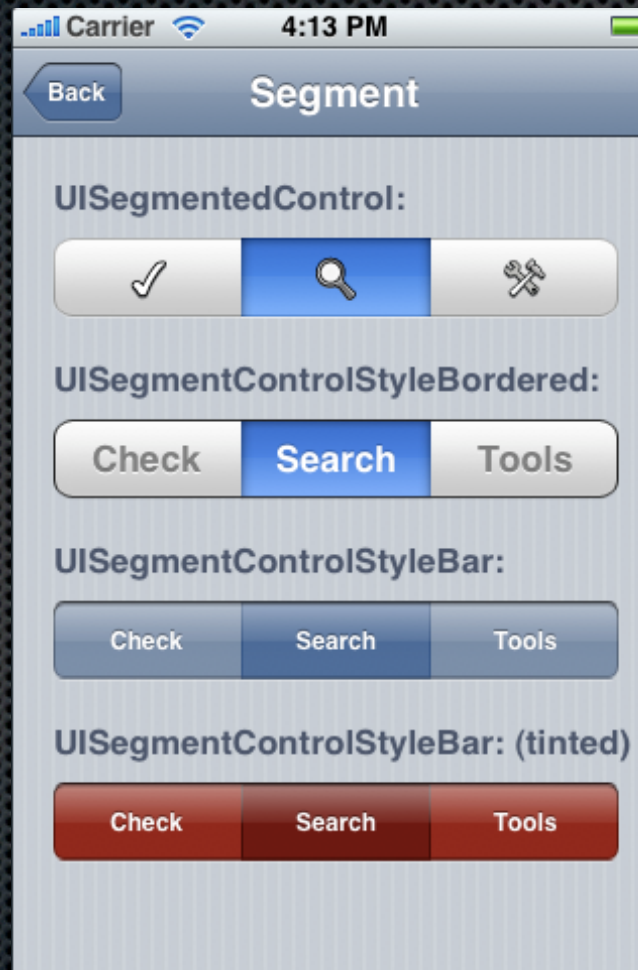 Carrier 4:13 PM
Back Segment
UISegmentedControl:
UISegmentControlStyleBordered:
Check Search Tools
UISegmentControlStyleBar:
Check Search Tools
UISegmentControlStyleBar: (tinted)
Check Search Tools